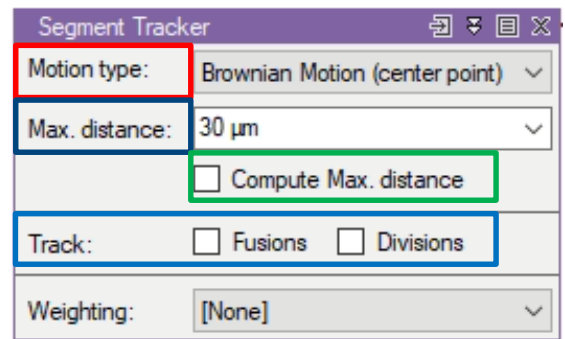 Segment Tracker
Motion type: Brownian Motion (center point)
Max. distance: 30 µm
Compute Max. distance
Track: Fusions Divisions
Weighting: [None]